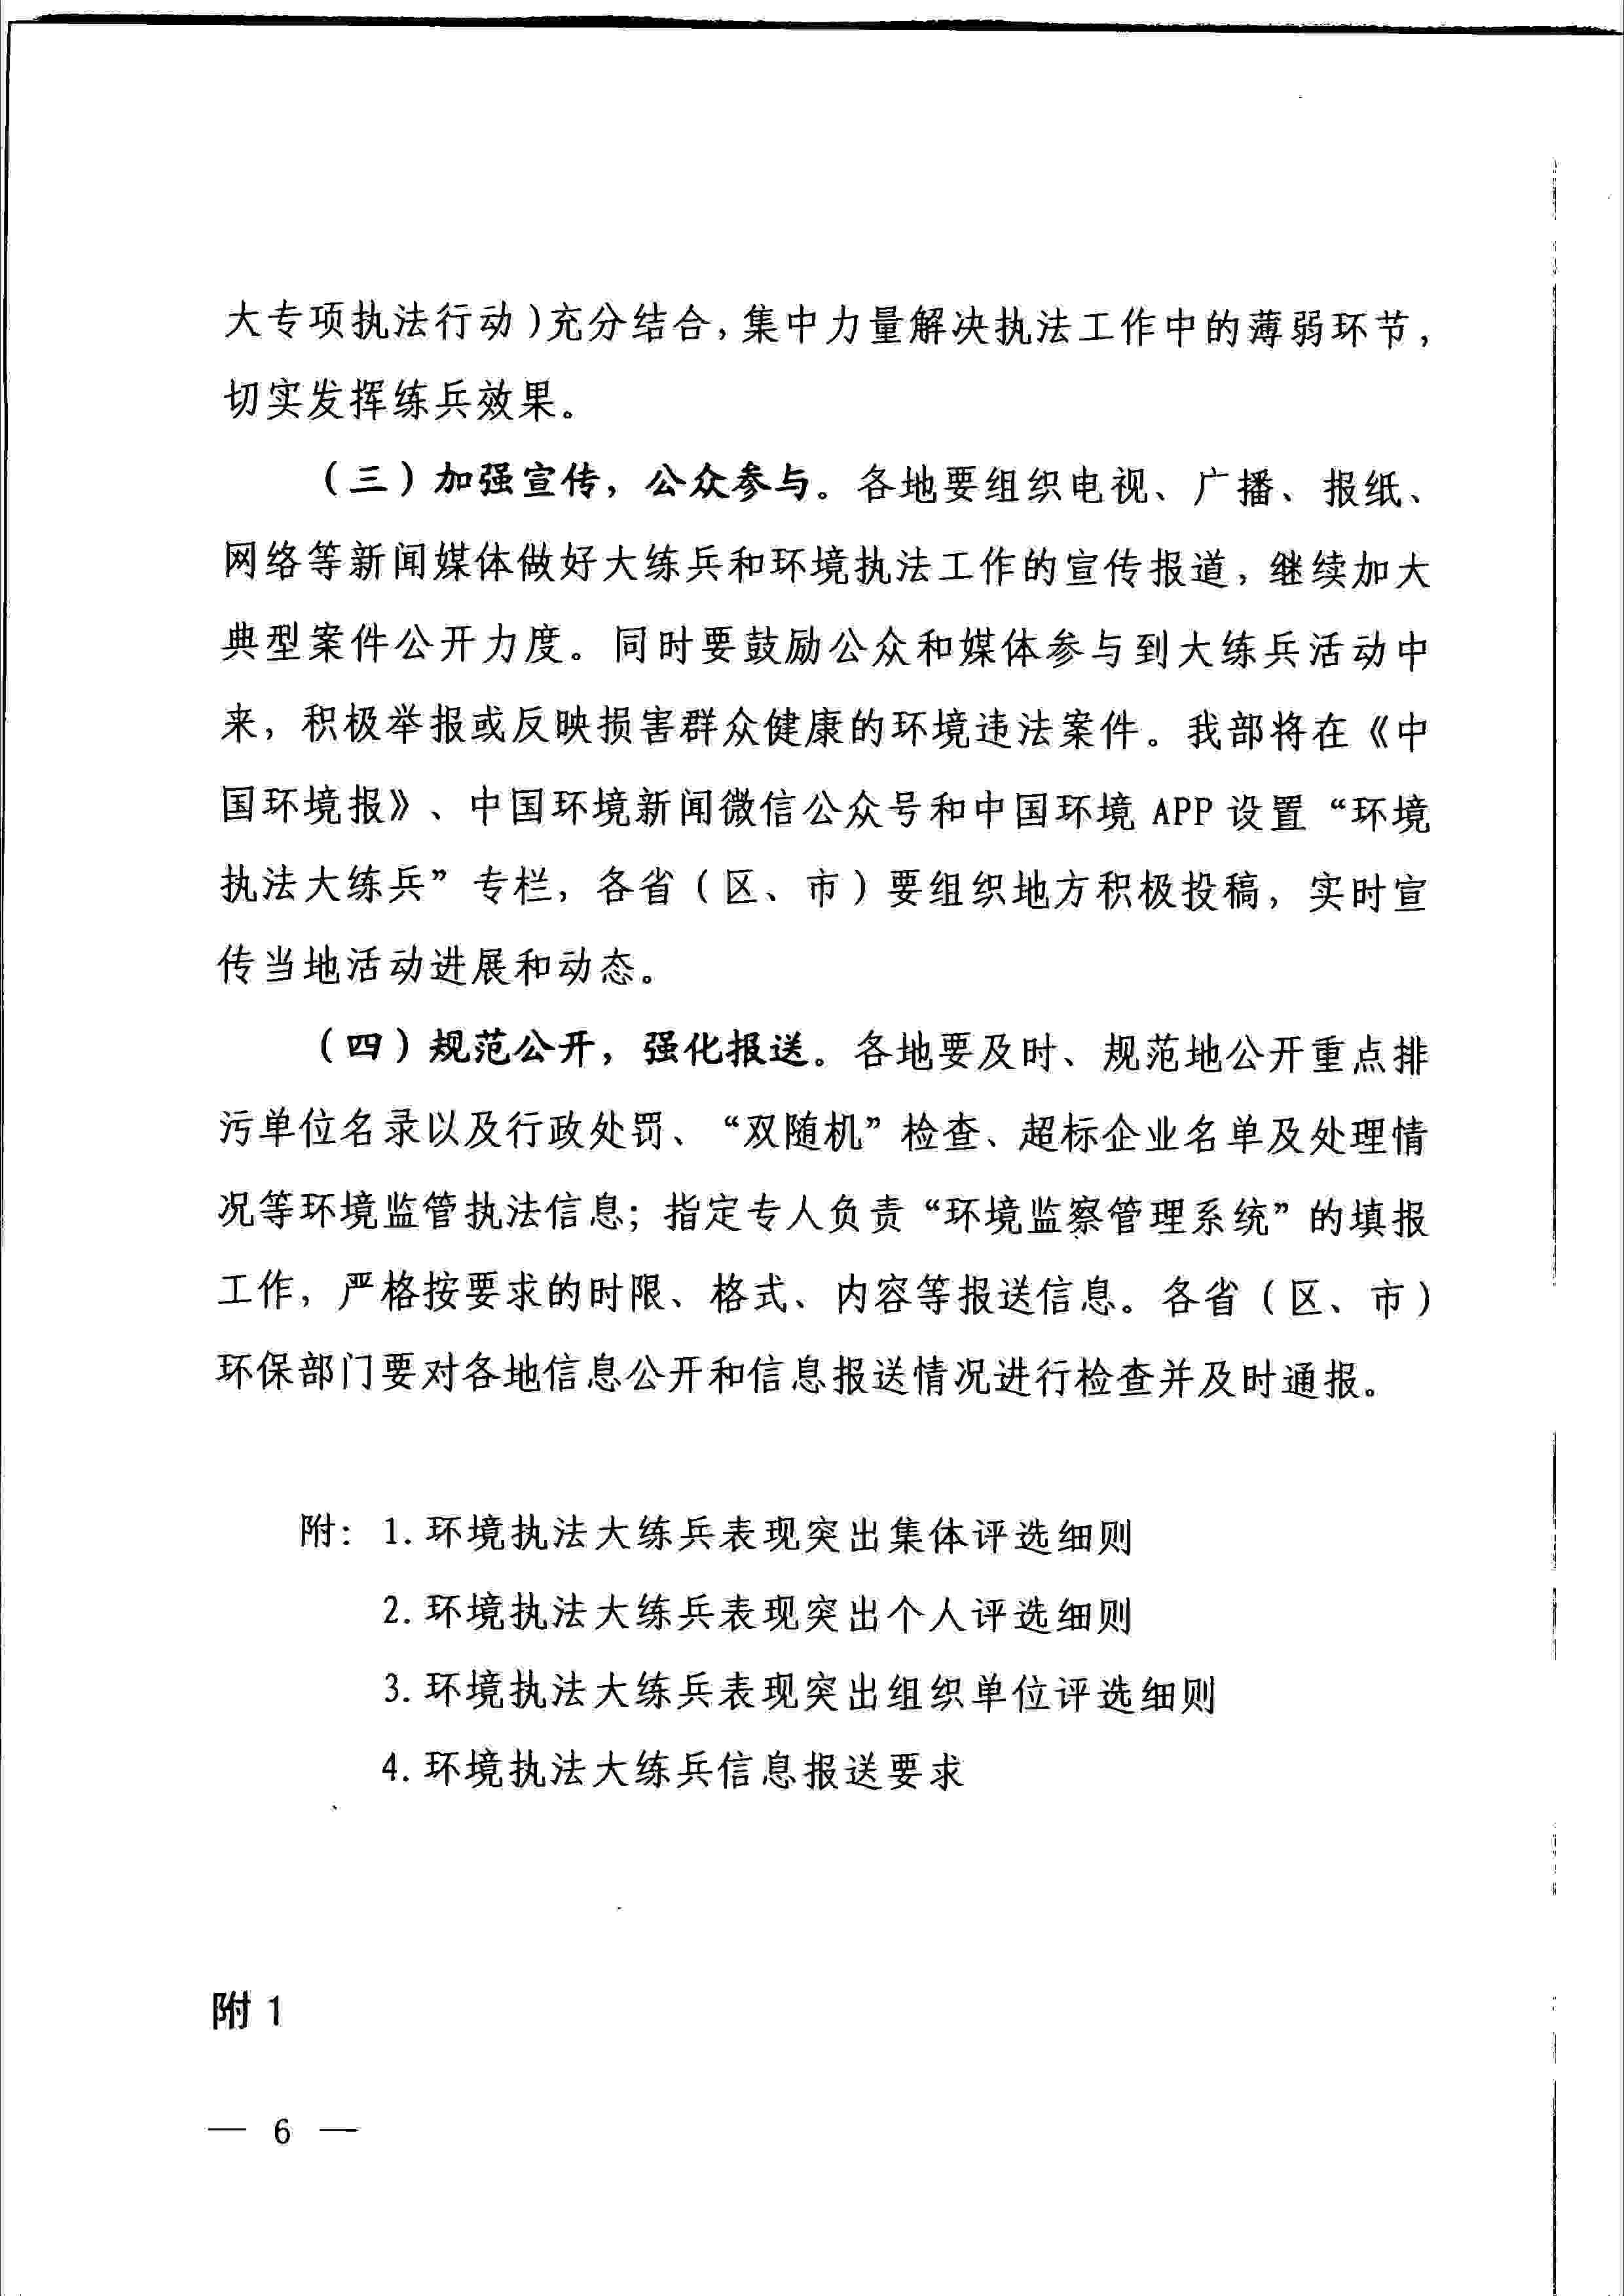 大专项执法行动)充分结合,集中力量解决执法工作中的薄弱环节,
切实发挥练兵效果。
（三）加强宣传，公众参与。各地要组织电视、广播、报纸、
网络等新闻媒体做好大练兵和环境执法工作的宣传报道，继续加大
典型案件公开力度。同时要鼓励公众和媒体参与到大练兵活动中
来，积极举报或反映损害群众健康的环境违法案件。我部将在《中
国环境报》、中国环境新闻微信公众号和中国环境 APP 设置“环境
执法大练兵”专栏，各省（区、市）要组织地方积极投稿，实时宣
传当地活动进展和动态。
（四）规范公开，强化报送。各地要及时、规范地公开重点排
污单位名录以及行政处罚、“双随机”检查、超标企业名单及处理情
况等环境监管执法信息；指定专人负责“环境监察管理系统”的填报
工作，严格按要求的时限、格式、内容等报送信息。各省（区、市）
环保部门要对各地信息公开和信息报送情况进行检查并及时通报。
附：1.环境执法大练兵表现突出集体评选细则
2.环境执法大练兵表现突出个人评选细则
3.环境执法大练兵表现突出组织单位评选细则
4.环境执法大练兵信息报送要求
附 1
— 6 —